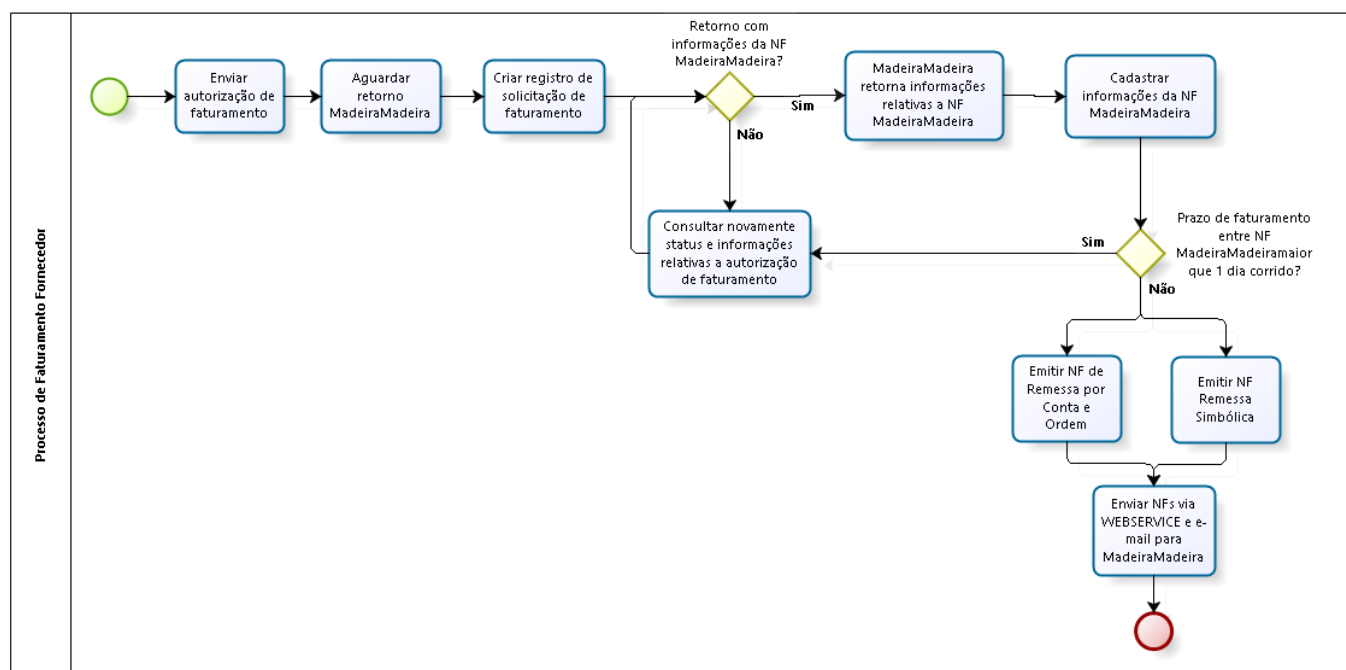 Processo de Faturamento Fornecedor
Enviar
autorização de
faturamento
Aguardar
retorno
MadeiraMadeira
Criar registro de
solicitação de
faturamento
Retorno com
informações da NF
MadeiraMadeira?
Sim
Não
MadeiraMadeira
retorna informações
relativas a NF
MadeiraMadeira
Cadastrar
informações da NF
MadeiraMadeira
Consultar novamente
status e informações
relativas a autorização
de faturamento
Sim
Prazo de faturamento
entre NF
MadeiraMadeiramaior
que 1 dia corrido?
Não
Emitir NF de
Remessa por
Conta e
Ordem
Emitir NF
Remessa
Simbólica
Enviar NFs via
WEBSERVICE e e-
mail para
MadeiraMadeira